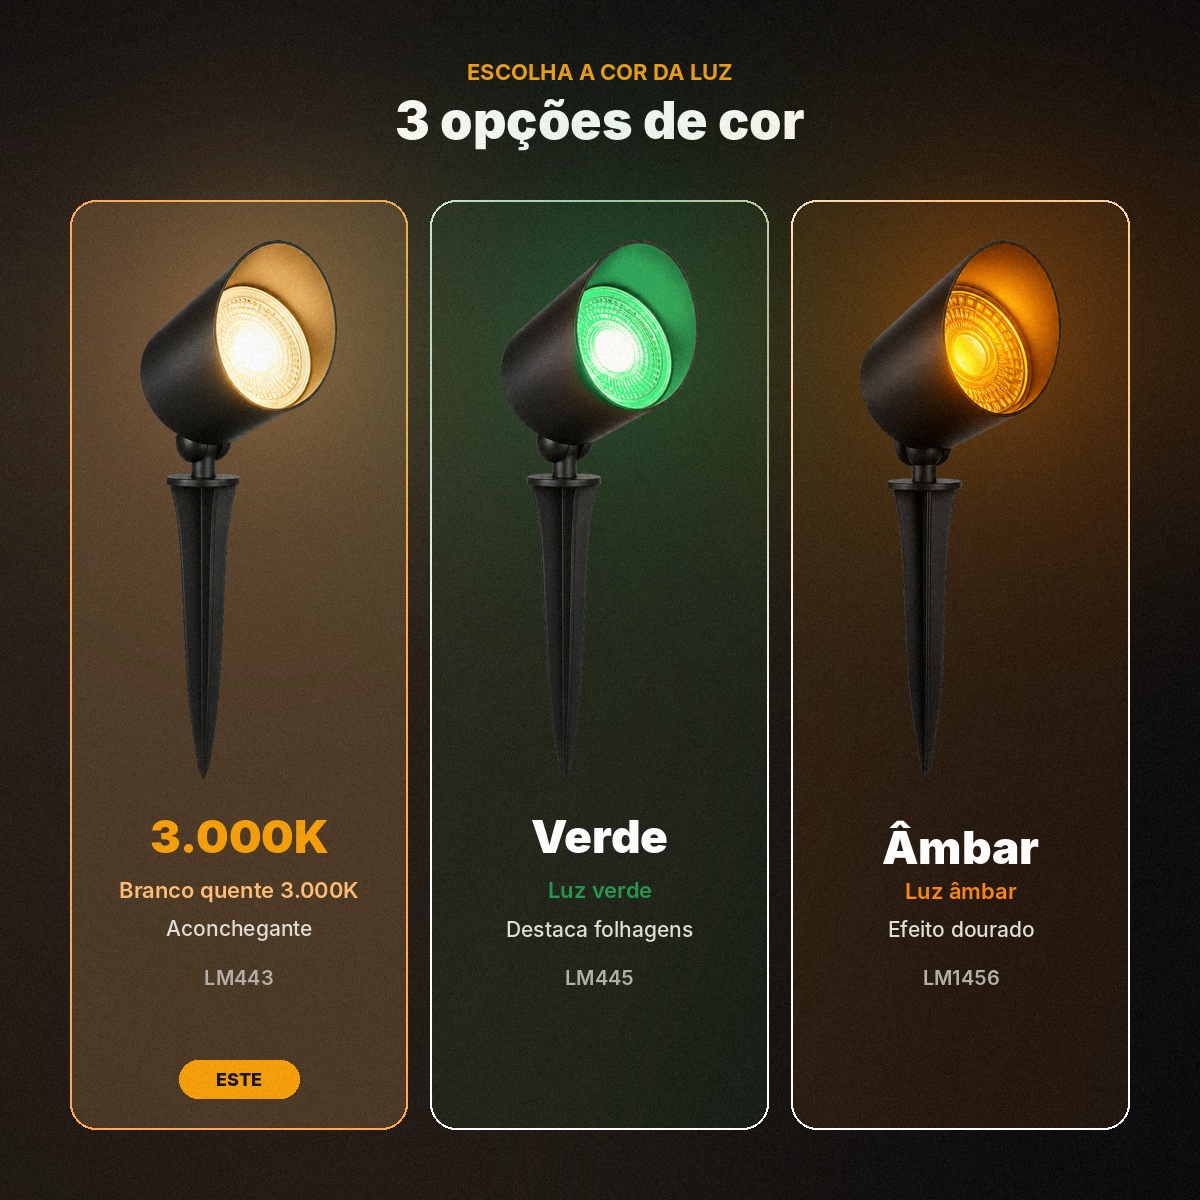 ESCOLHA A COR DA LUZ
3 opções de cor
3.000K
Branco quente 3.000K
Aconchegante
LM443
ESTE
Verde
Luz verde
Destaca folhagens
LM445
Âmbar
Luz âmbar
Efeito dourado
LM1456